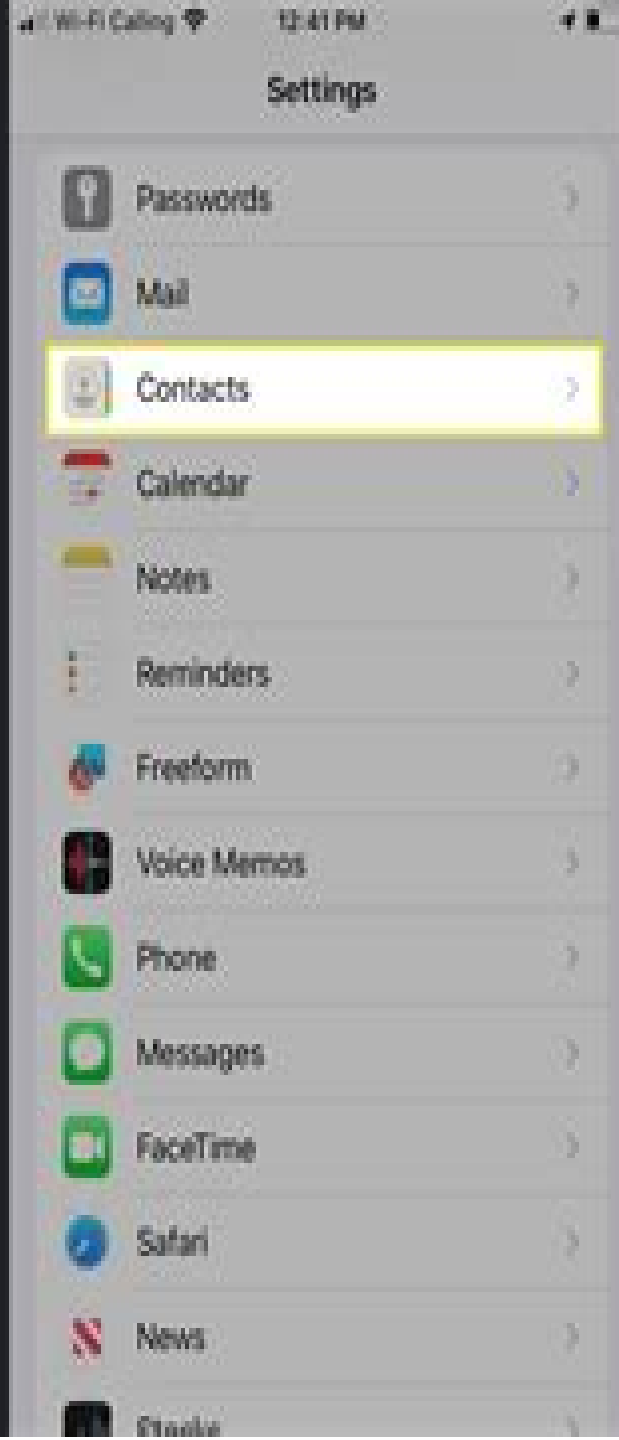 Wi-Fi Calling 12:41 PM
Settings
Passwords
Mail
Contacts
Calendar
Notes
Reminders
Freeform
Voice Memos
Phone
Messages
FaceTime
Safari
News